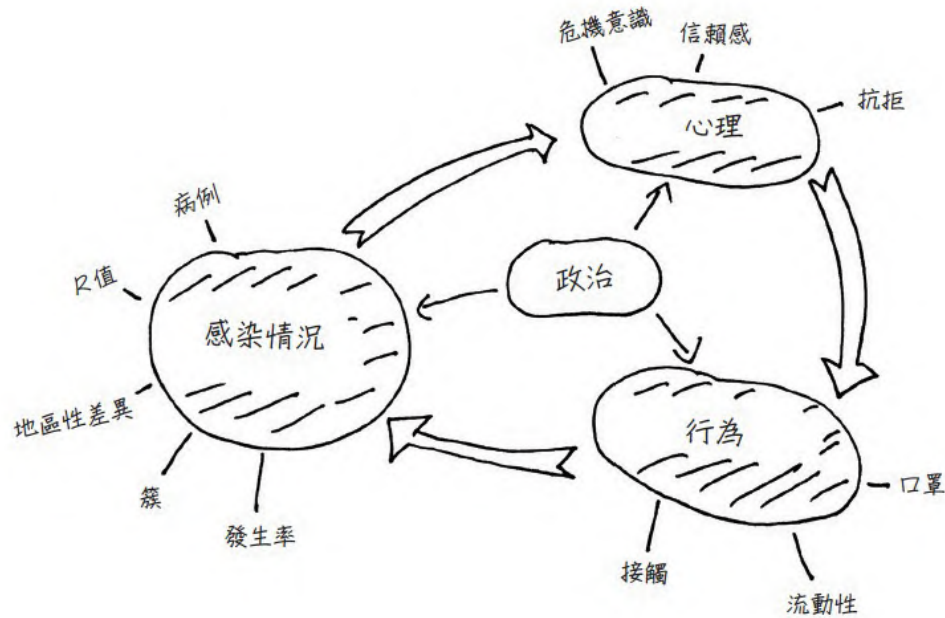 危機意識
信賴感
抗拒
心理
病例
R值
政治
感染情況
地區性差異
行為
口罩
簇
發生率
接觸
流動性